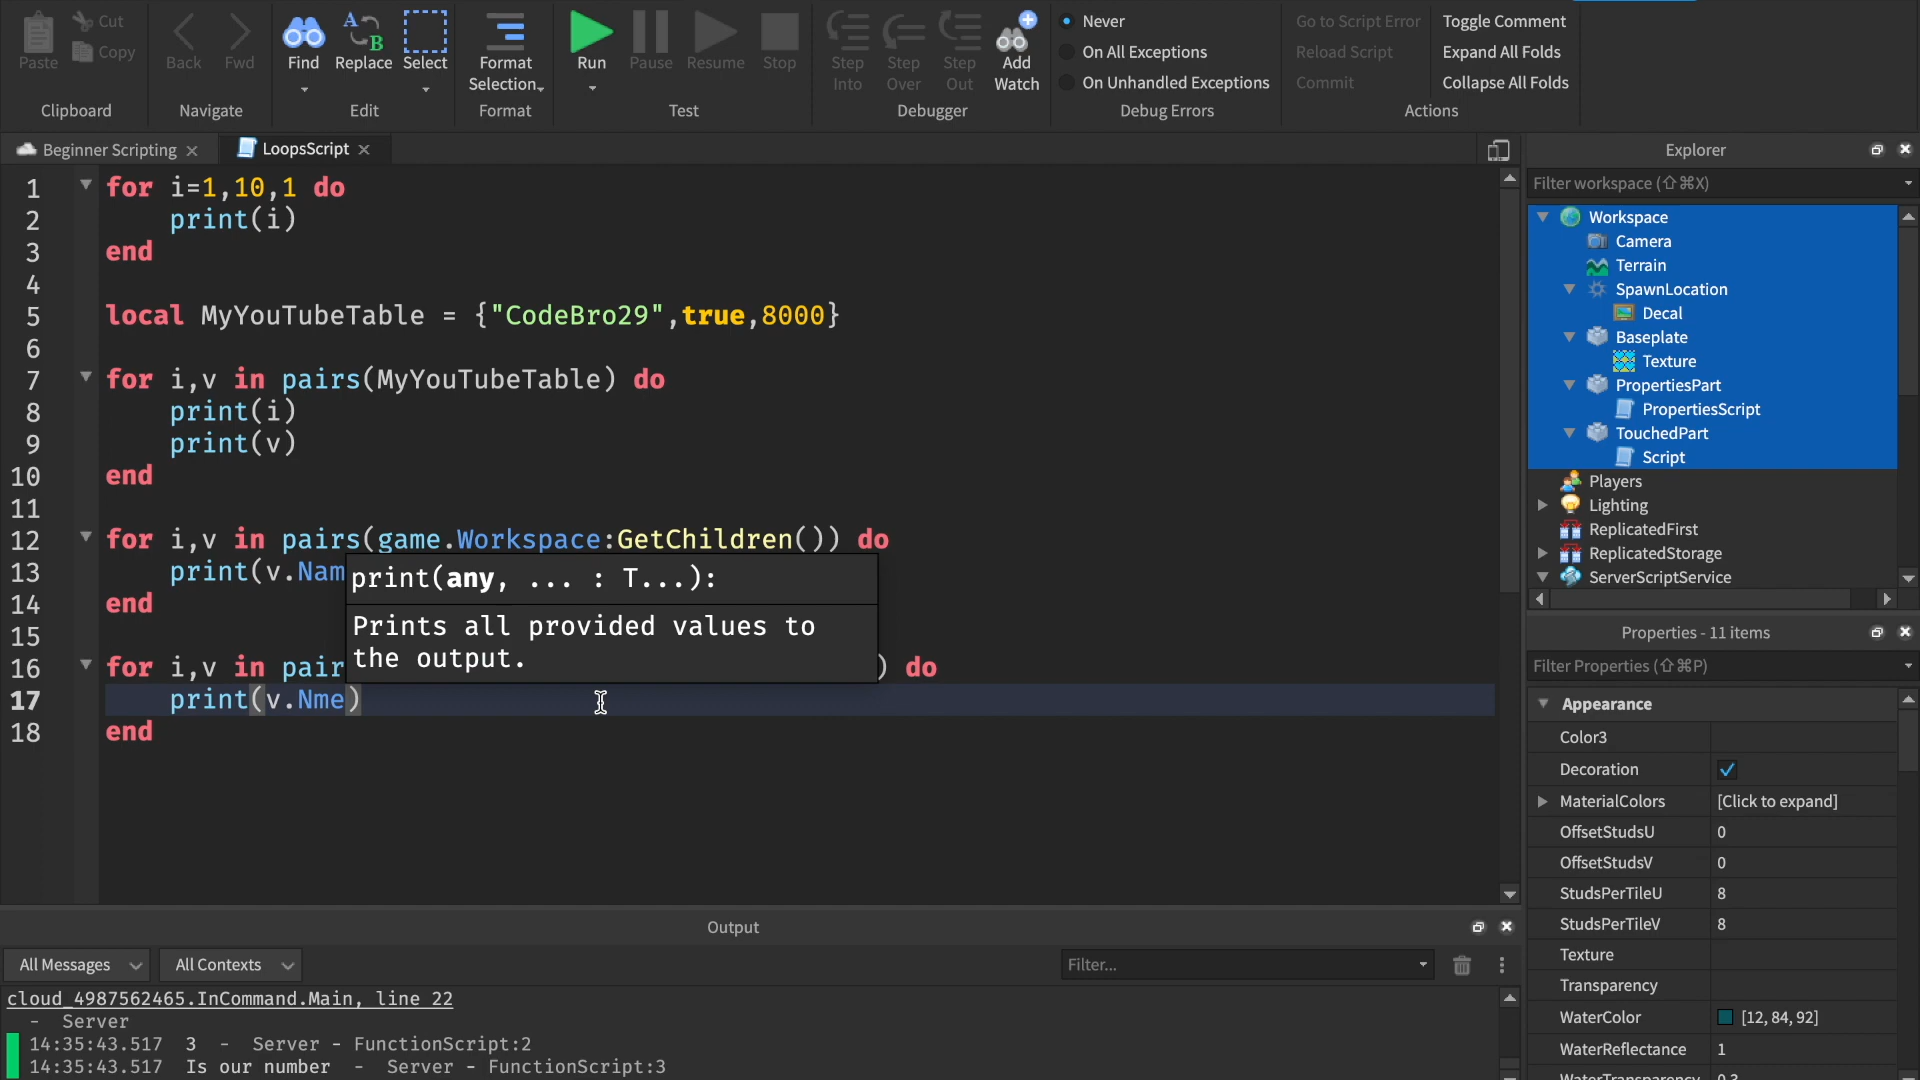 Paste
Cut
Copy
Clipboard
Back
Fwd
Navigate
Find
Replace
Select
Edit
Format
Selection
Format
Run
Pause
Resume
Stop
Test
Step
Into
Step
Over
Step
Out
Add
Watch
Debugger
Never
On All Exceptions
On Unhandled Exceptions
Debug Errors
Go to Script Error
Reload Script
Commit
Toggle Comment
Expand All Folds
Collapse All Folds
Actions
Beginner Scripting
LoopsScript
1 for i=1,10,1 do
2 print(i)
3 end
4
5 local MyYouTubeTable = {"CodeBro29",true,8000}
6
7 for i,v in pairs(MyYouTubeTable) do
8 print(i)
9 print(v)
10 end
11
12 for i,v in pairs(game.Workspace:GetChildren()) do
13 print(v.Nam
14 end
15
16 for i,v in pair ) do
17 print(v.Nme)
18 end
print(any, ... : T...):
Prints all provided values to
the output.
Explorer
Filter workspace (⇧⌘X)
Workspace
Camera
Terrain
SpawnLocation
Decal
Baseplate
Texture
PropertiesPart
PropertiesScript
TouchedPart
Script
Players
Lighting
ReplicatedFirst
ReplicatedStorage
ServerScriptService
Properties - 11 items
Filter Properties (⇧⌘P)
Appearance
Color3
Decoration
MaterialColors [Click to expand]
OffsetStudsU 0
OffsetStudsV 0
StudsPerTileU 8
StudsPerTileV 8
Texture
Transparency
WaterColor [12, 84, 92]
WaterReflectance 1
WaterTransparency 0.3
Output
All Messages
All Contexts
Filter...
cloud_4987562465.InCommand.Main, line 22
- Server
14:35:43.517 3 - Server - FunctionScript:2
14:35:43.517 Is our number - Server - FunctionScript:3